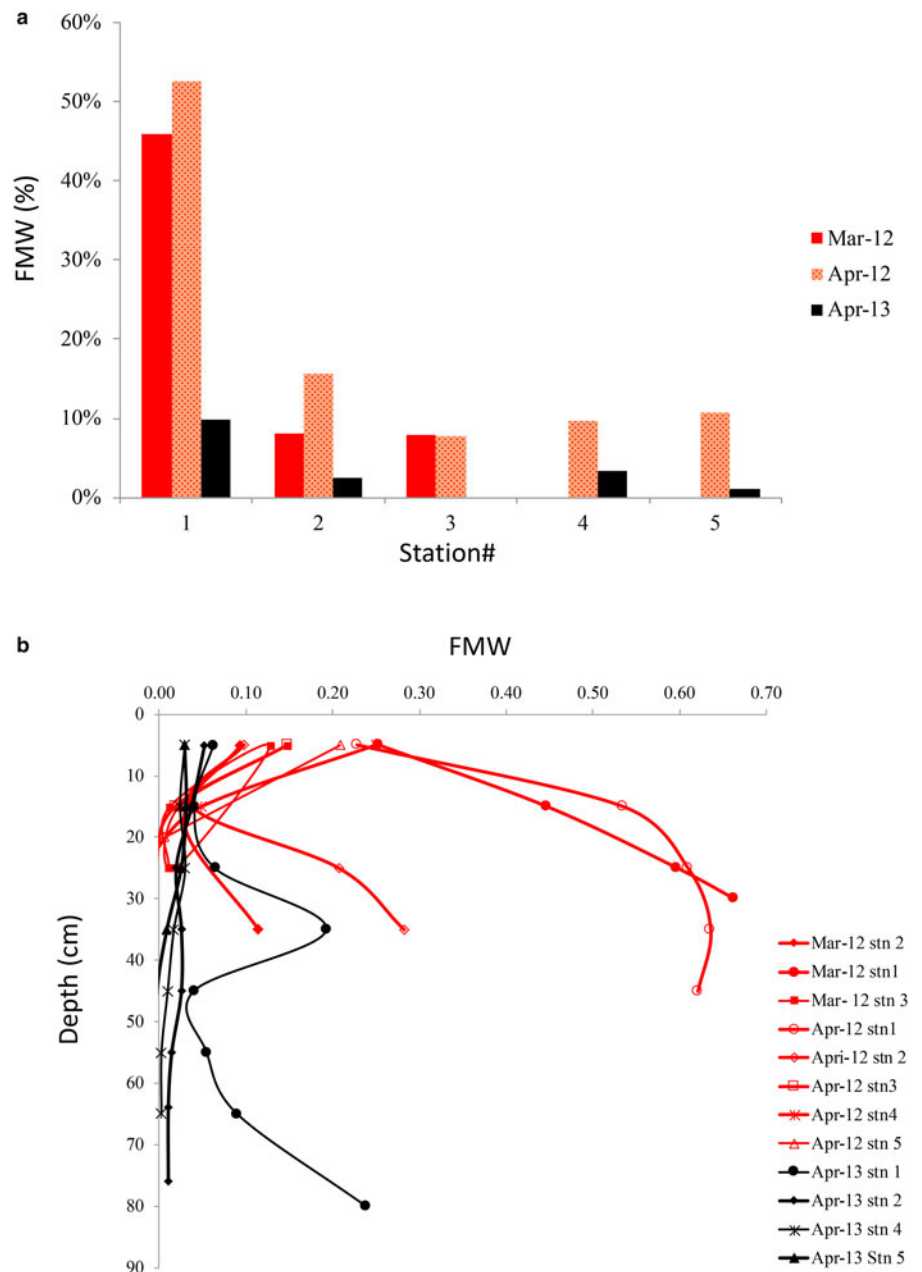 a
60%
50%
40%
30%
20%
10%
0%
FMW (%)
1 2 3 4 5
Station#
Mar-12
Apr-12
Apr-13
b
FMW
0.00 0.10 0.20 0.30 0.40 0.50 0.60 0.70
0
10
20
30
40
50
60
70
80
90
Depth (cm)
Mar-12 stn 2
Mar-12 stn1
Mar- 12 stn 3
Apr-12 stn1
Apri-12 stn 2
Apr-12 stn3
Apr-12 stn4
Apr-12 stn 5
Apr-13 stn 1
Apr-13 stn 2
Apr-13 stn 4
Apr-13 Stn 5